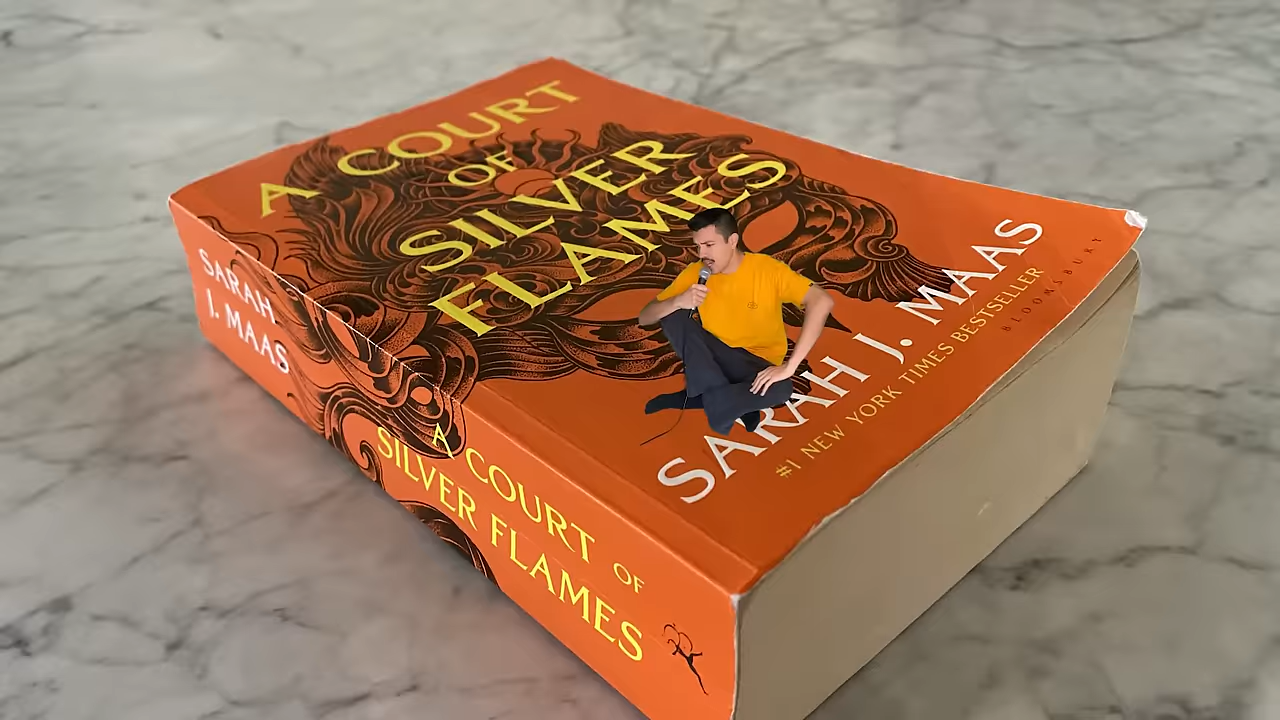 A COURT
OF
SILVER
FLAMES
SARAH J. MAAS
#1 NEW YORK TIMES BESTSELLER
BLOOMSBURY
SARAH
J. MAAS
A COURT OF
SILVER FLAMES